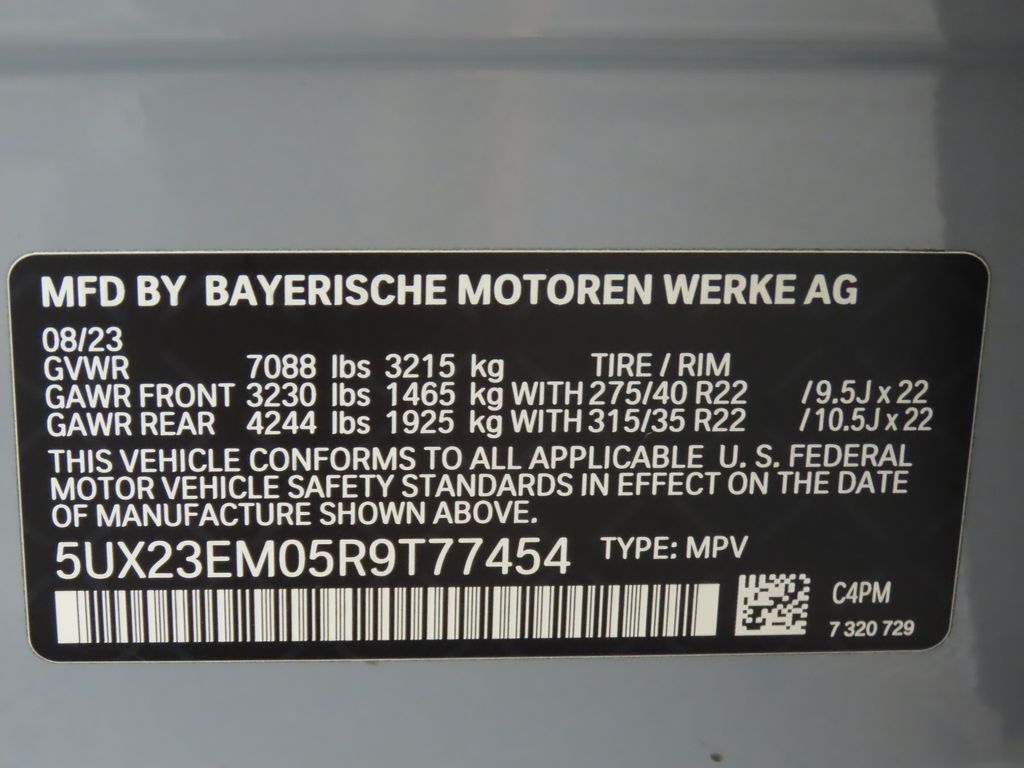 MFD BY BAYERISCHE MOTOREN WERKE AG
08/23
GVWR 7088 lbs 3215 kg TIRE / RIM
GAWR FRONT 3230 lbs 1465 kg WITH 275/40 R22 /9.5J x 22
GAWR REAR 4244 lbs 1925 kg WITH 315/35 R22 /10.5J x 22
THIS VEHICLE CONFORMS TO ALL APPLICABLE U. S. FEDERAL
MOTOR VEHICLE SAFETY STANDARDS IN EFFECT ON THE DATE
OF MANUFACTURE SHOWN ABOVE.
5UX23EM05R9T77454 TYPE: MPV
C4PM
7 320 729